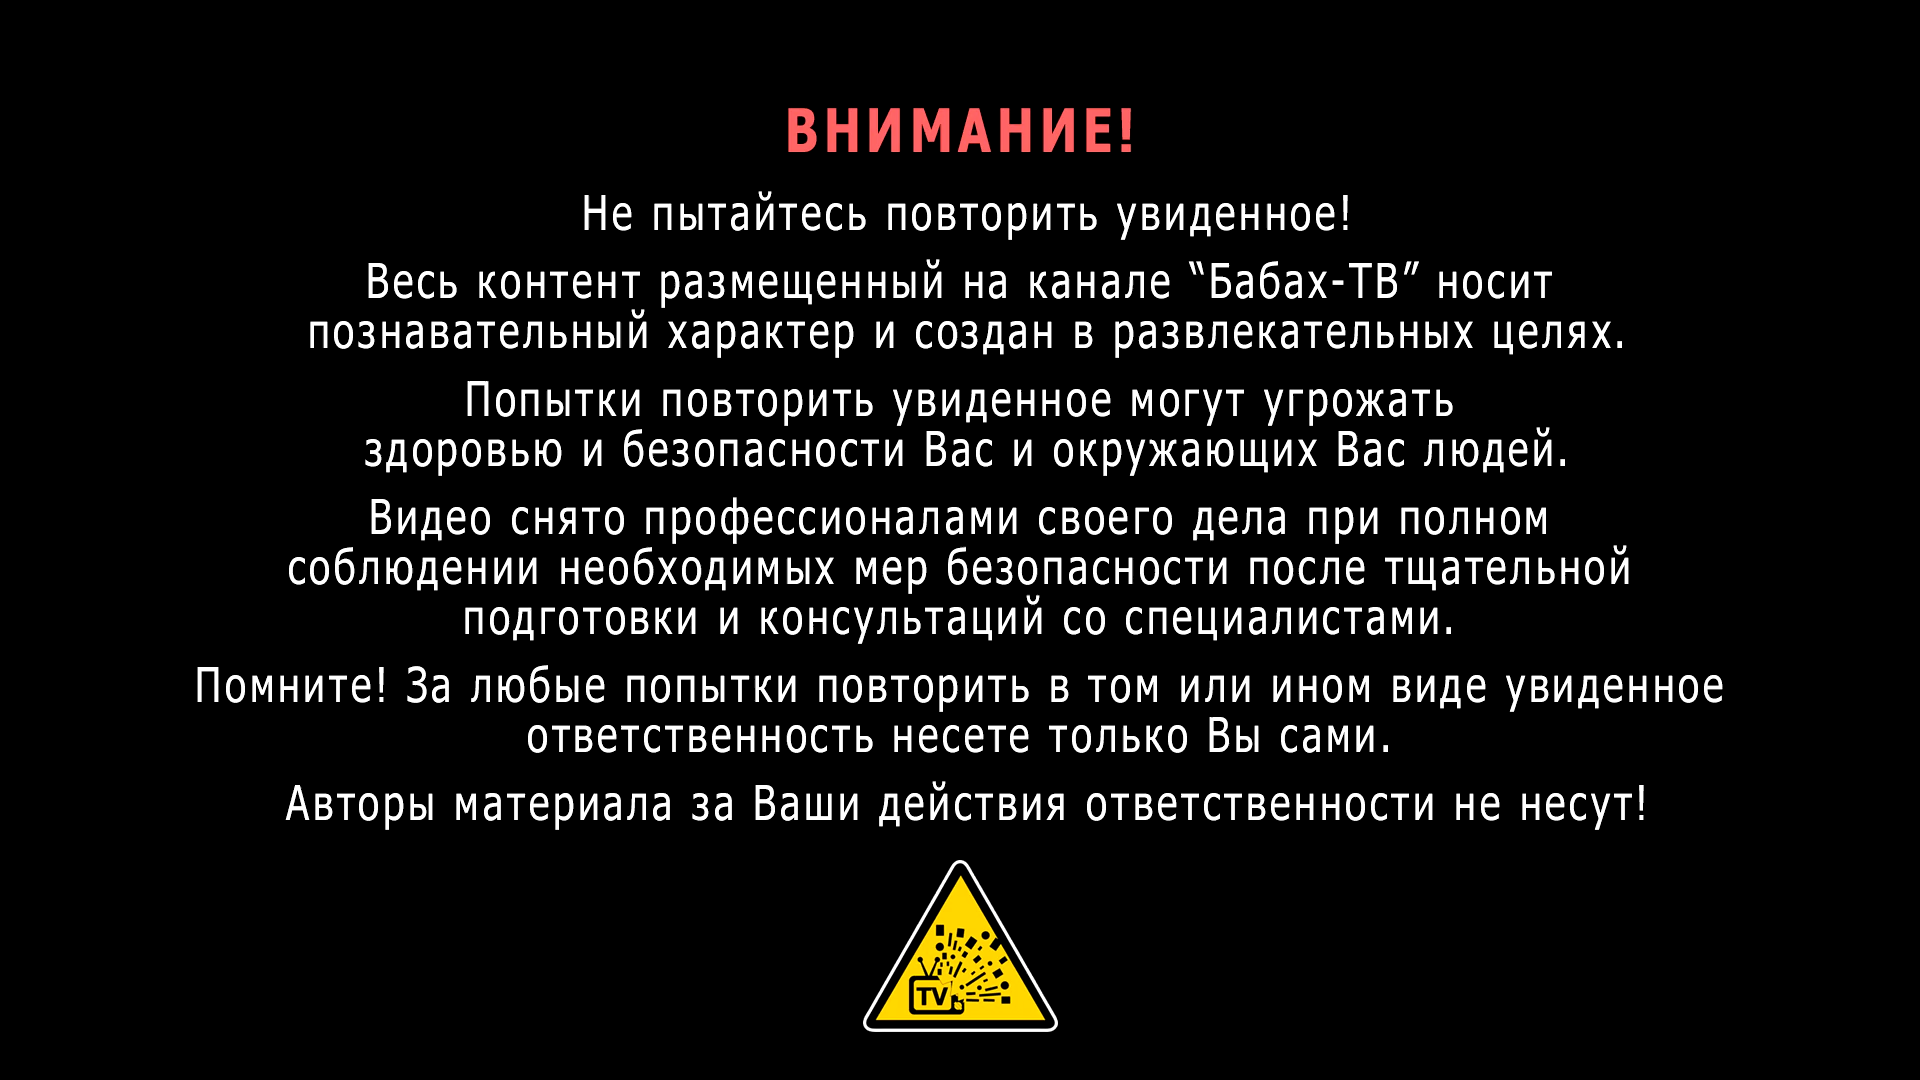 ВНИМАНИЕ!
Не пытайтесь повторить увиденное!
Весь контент размещенный на канале “Бабах-ТВ” носит
познавательный характер и создан в развлекательных целях.
Попытки повторить увиденное могут угрожать
здоровью и безопасности Вас и окружающих Вас людей.
Видео снято профессионалами своего дела при полном
соблюдении необходимых мер безопасности после тщательной
подготовки и консультаций со специалистами.
Помните! За любые попытки повторить в том или ином виде увиденное
ответственность несете только Вы сами.
Авторы материала за Ваши действия ответственности не несут!
TV